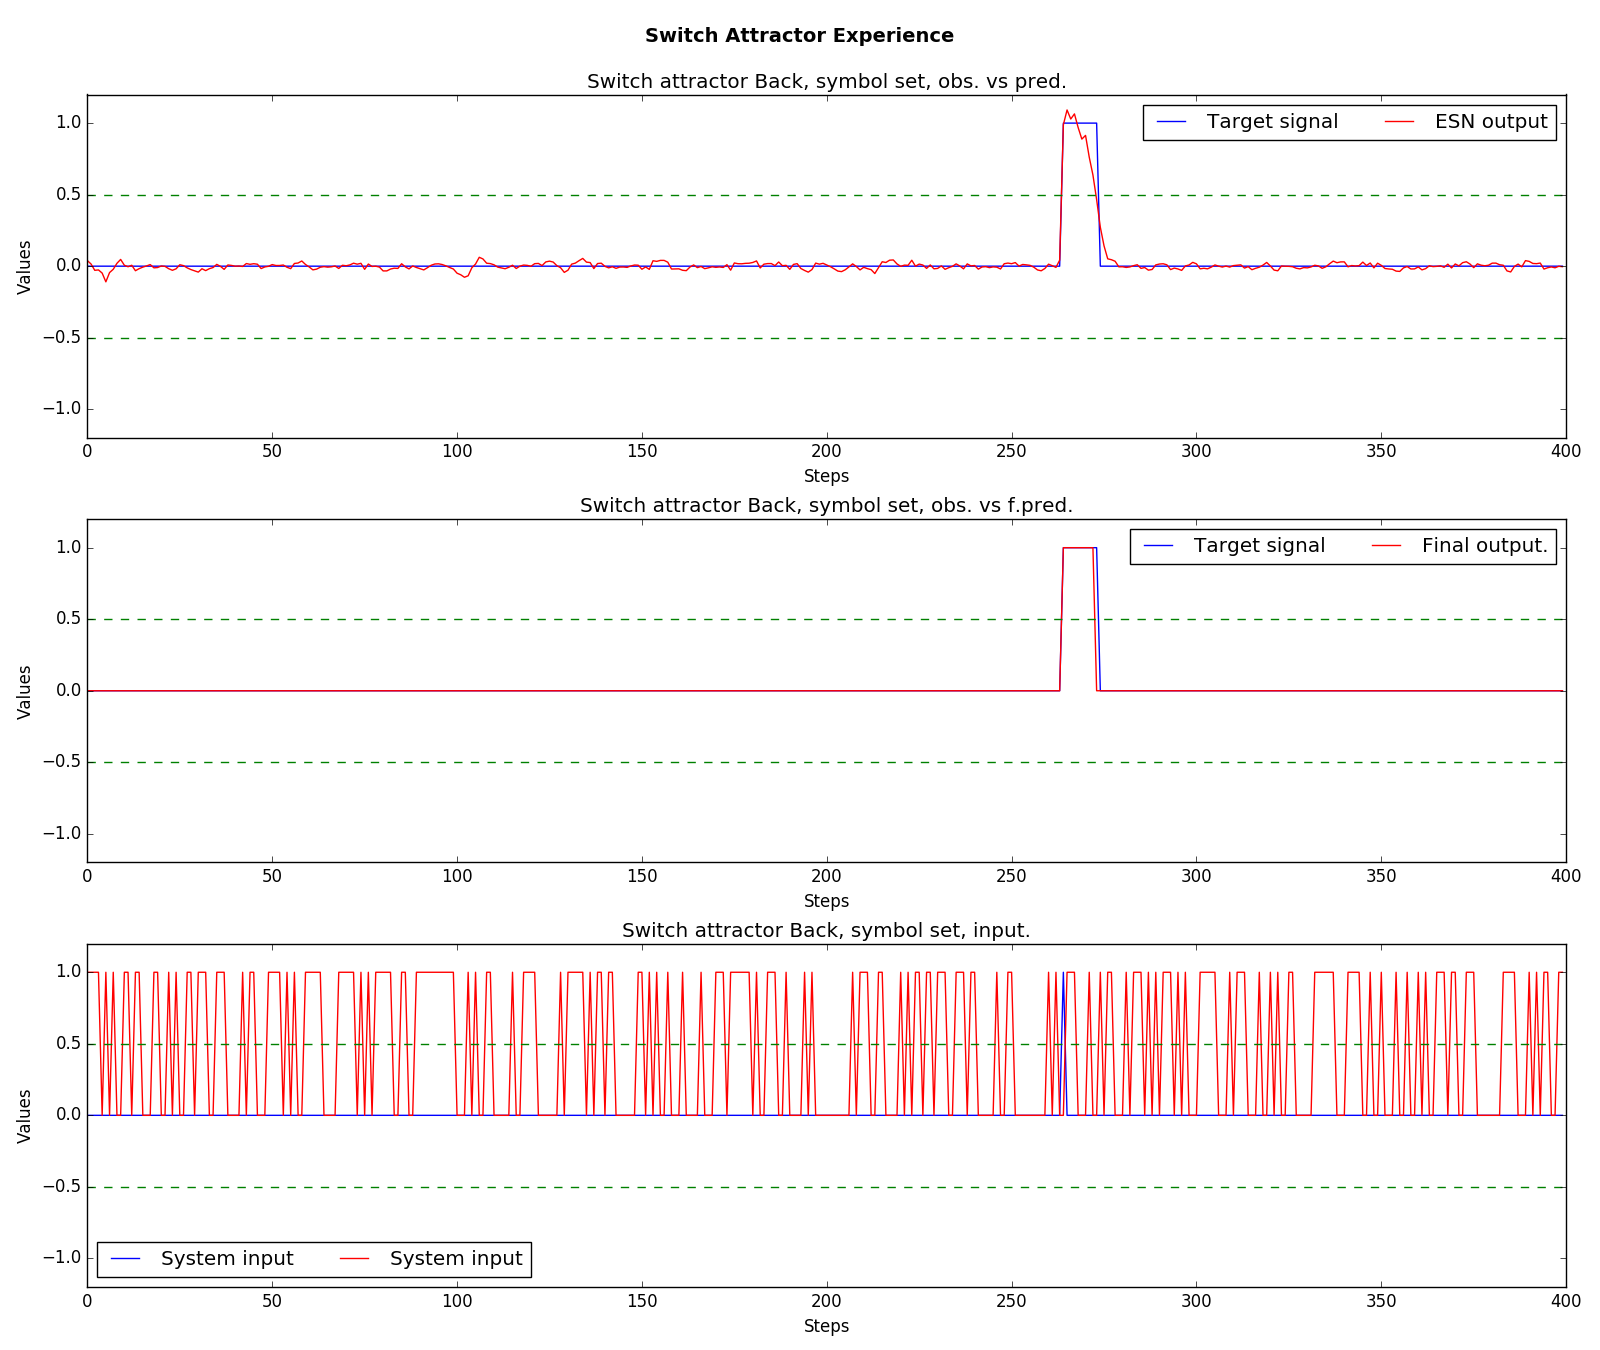 Switch Attractor Experience
Switch attractor Back, symbol set, obs. vs pred.
Target signal ESN output
1.0
0.5
0.0
−0.5
−1.0
Values
0 50 100 150 200 250 300 350 400
Steps
Switch attractor Back, symbol set, obs. vs f.pred.
Target signal Final output.
1.0
0.5
0.0
−0.5
−1.0
Values
0 50 100 150 200 250 300 350 400
Steps
Switch attractor Back, symbol set, input.
1.0
0.5
0.0
−0.5
−1.0
Values
System input System input
0 50 100 150 200 250 300 350 400
Steps